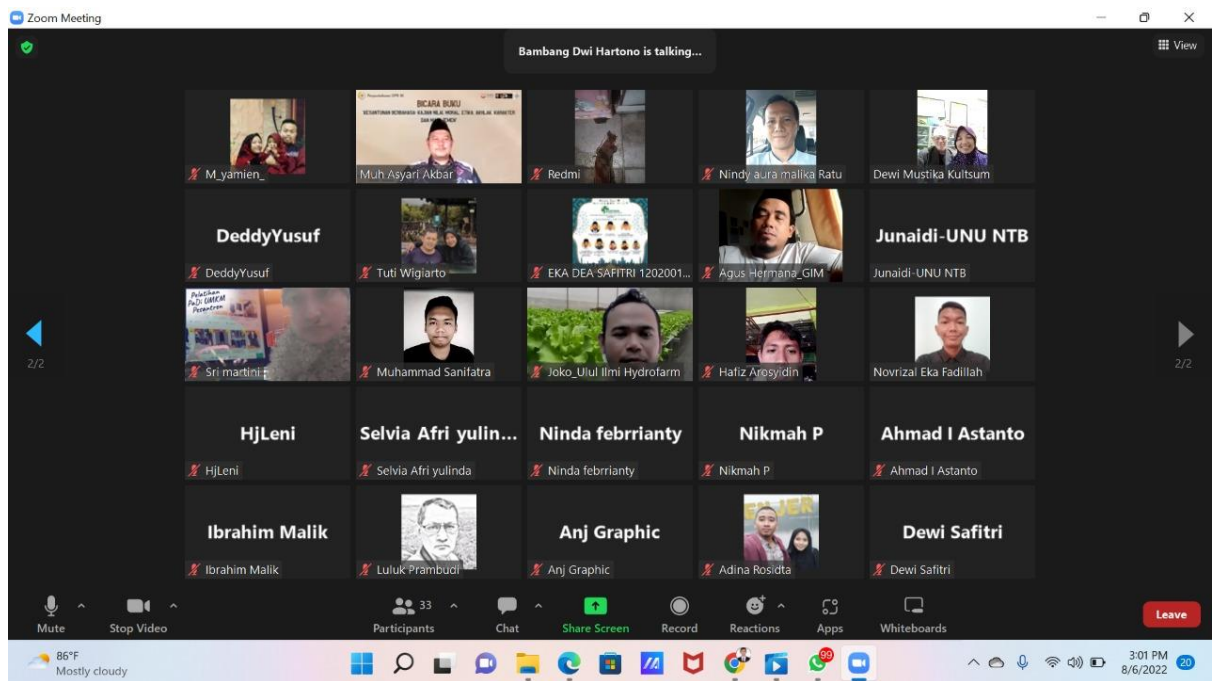 Zoom Meeting
Bambang Dwi Hartono is talking...
View
M_yamien_
BICARA BUKU
Muh Asyari Akbar
Redmi
Nindy aura malika Ratu
Dewi Mustika Kultsum
DeddyYusuf
DeddyYusuf
Tuti Wigiarto
EKA DEA SAFITRI 1202001...
Agus Hermana_GIM
Junaidi-UNU NTB
Junaidi-UNU NTB
Pelatihan
PaDi UMKM
Pesantren
Sri martini
Muhammad Sanifatra
Joko_Ulul Ilmi Hydrofarm
Hafiz Arosyidin
Novrizal Eka Fadillah
2/2
2/2
HjLeni
HjLeni
Selvia Afri yulin...
Selvia Afri yulinda
Ninda febrrianty
Ninda febrrianty
Nikmah P
Nikmah P
Ahmad I Astanto
Ahmad I Astanto
Ibrahim Malik
Ibrahim Malik
Luluk Prambudi
Anj Graphic
Anj Graphic
Adina Rosidta
Dewi Safitri
Dewi Safitri
Mute
Stop Video
33
Participants
Chat
Share Screen
Record
Reactions
Apps
Whiteboards
Leave
86°F
Mostly cloudy
99
3:01 PM
8/6/2022
20